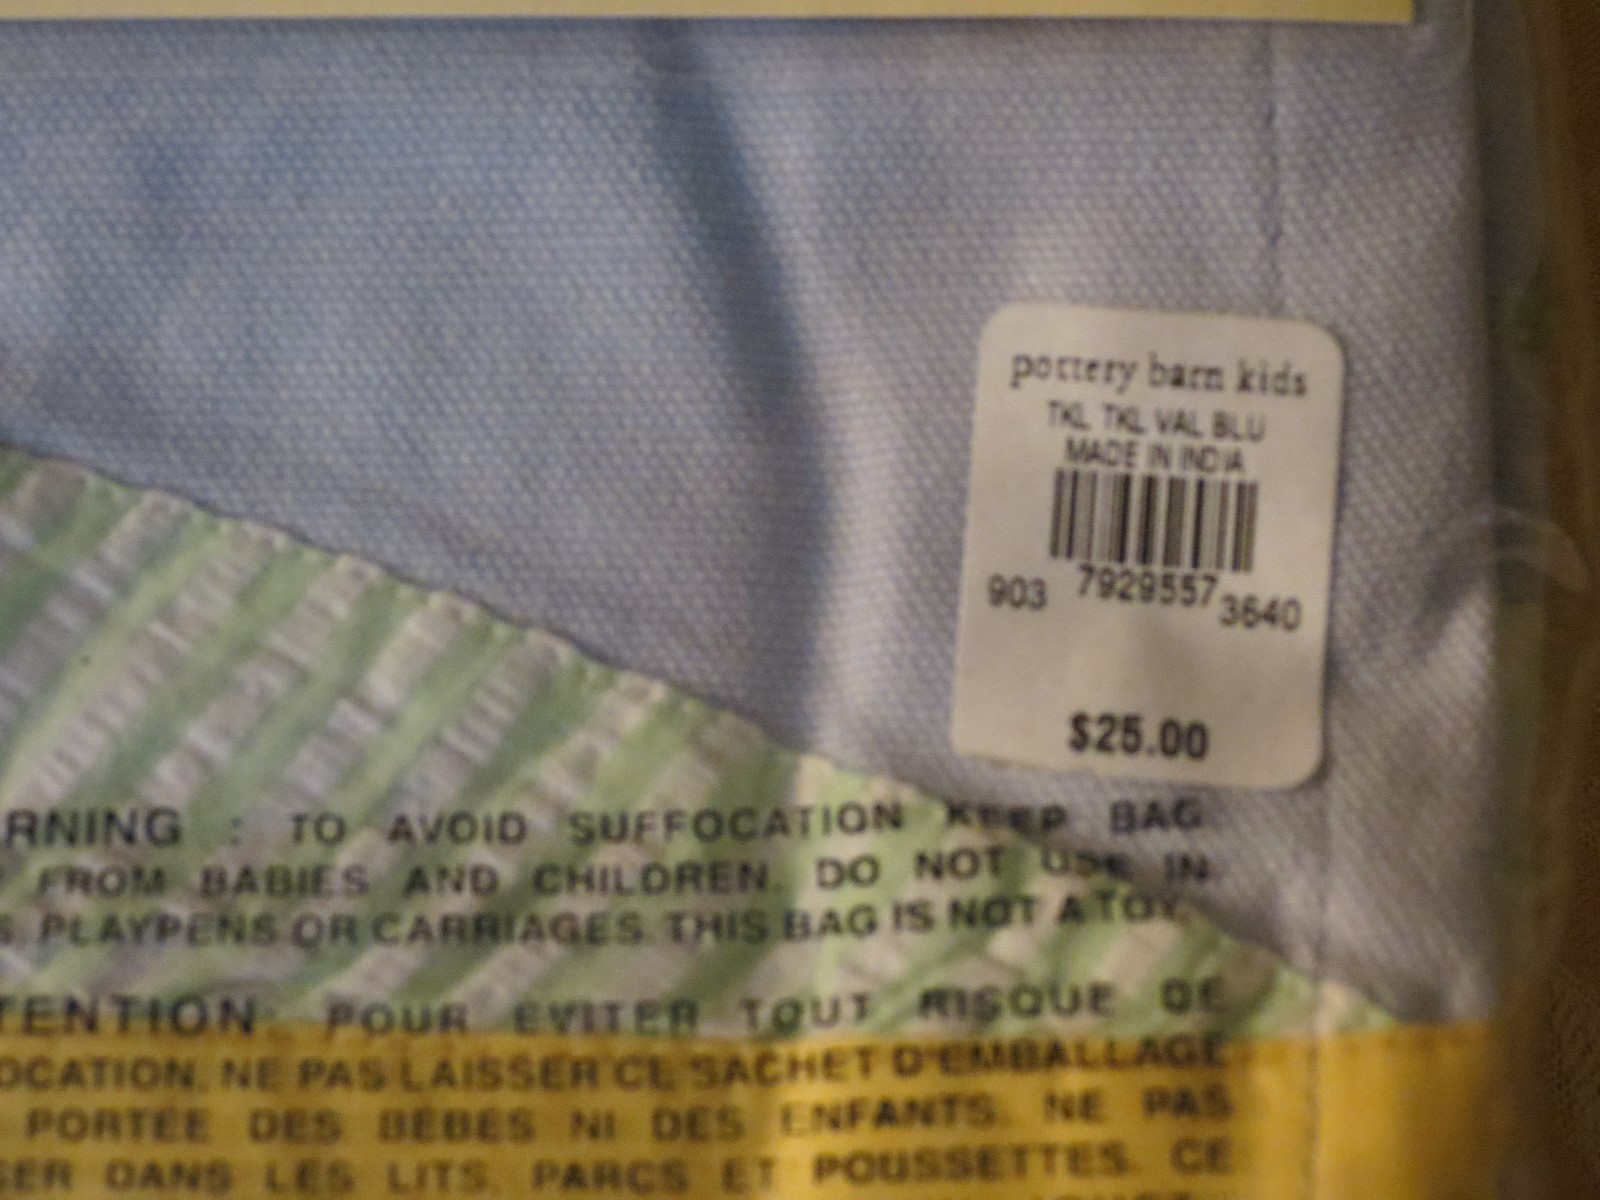 pottery barn kids
TKL TKL VAL BLU
MADE IN INDIA
903 7929557 3640
$25.00
RNING : TO AVOID SUFFOCATION KEEP BAG
FROM BABIES AND CHILDREN. DO NOT USE IN
S, PLAYPENS OR CARRIAGES. THIS BAG IS NOT A TOY.
TENTION: POUR EVITER TOUT RISQUE DE
OCATION, NE PAS LAISSER CE SACHET D'EMBALLAGE
PORTÉE DES BÉBÉS NI DES ENFANTS. NE PAS
SER DANS LES LITS, PARCS ET POUSSETTES. CE